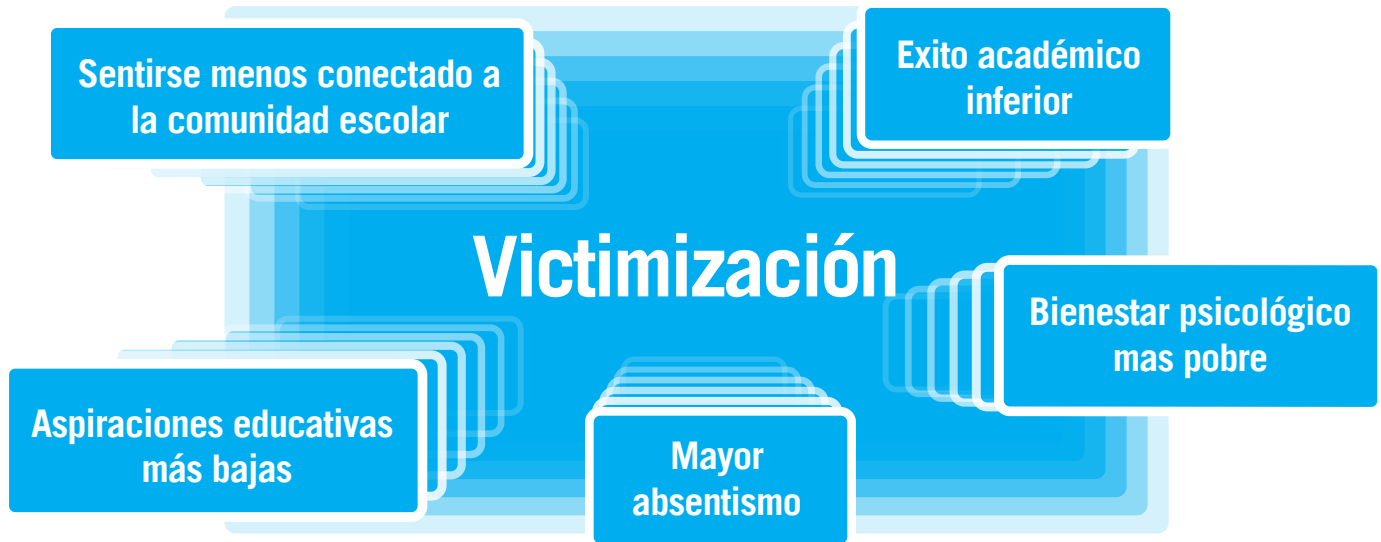 Sentirse menos conectado a
la comunidad escolar
Exito académico
inferior
Victimización
Bienestar psicológico
mas pobre
Aspiraciones educativas
más bajas
Mayor
absentismo